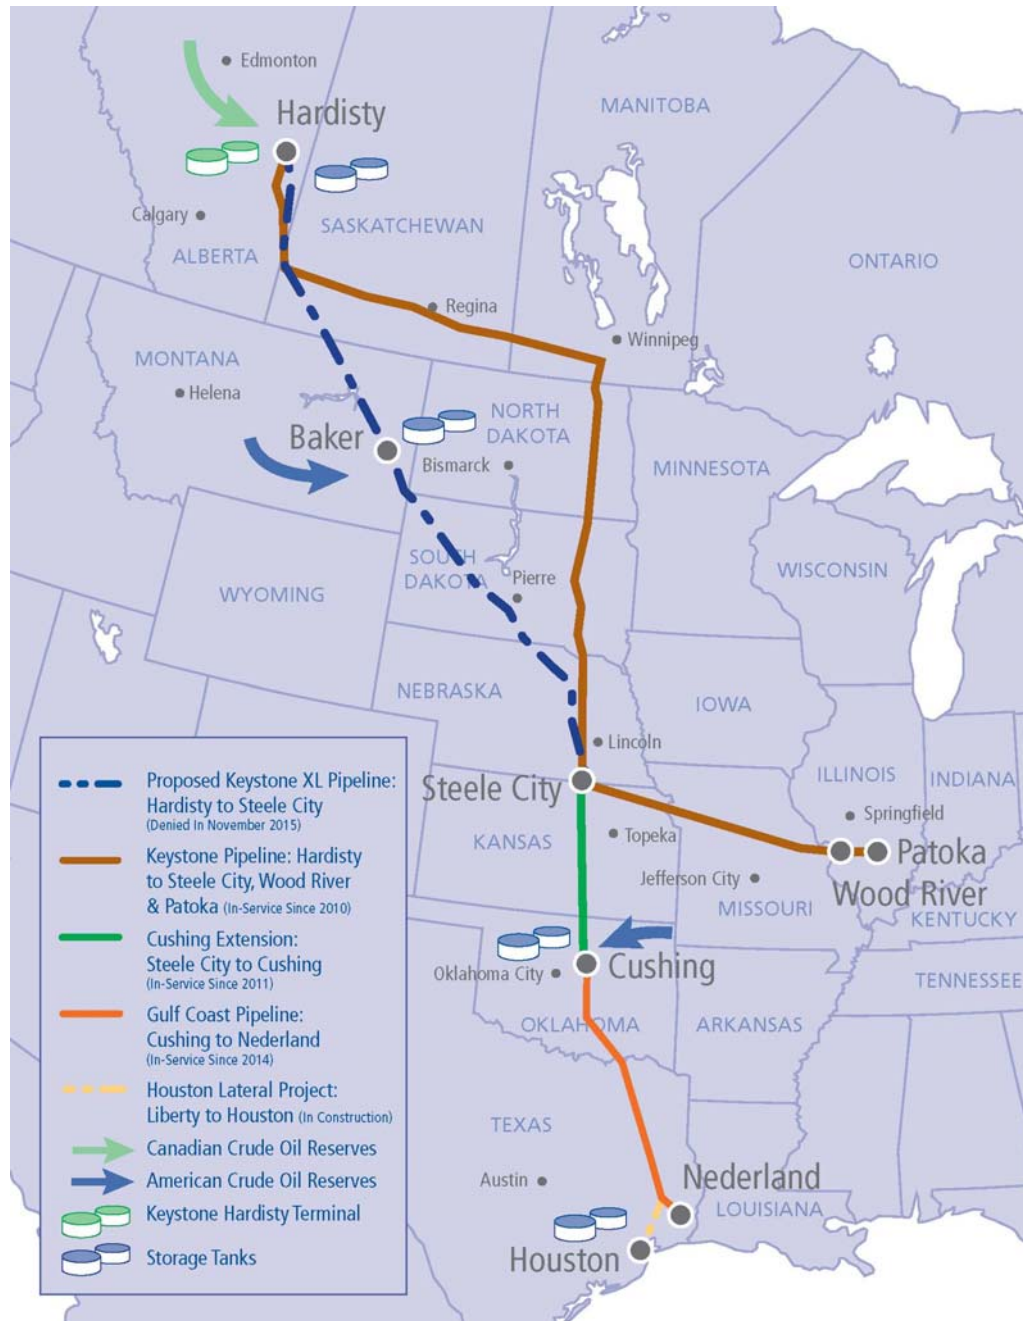 Edmonton
Hardisty
MANITOBA
Calgary
SASKATCHEWAN
ALBERTA
ONTARIO
Regina
Winnipeg
MONTANA
Helena
NORTH
DAKOTA
Baker
Bismarck
MINNESOTA
SOUTH
DAKOTA
Pierre
WISCONSIN
WYOMING
NEBRASKA
IOWA
Lincoln
Steele City
ILLINOIS
INDIANA
Springfield
KANSAS
Topeka
Patoka
Jefferson City
Wood River
MISSOURI
KENTUCKY
Cushing
Oklahoma City
TENNESSEE
OKLAHOMA
ARKANSAS
TEXAS
Austin
Nederland
LOUISIANA
Houston
Proposed Keystone XL Pipeline:
Hardisty to Steele City
(Denied In November 2015)
Keystone Pipeline: Hardisty
to Steele City, Wood River
& Patoka (In-Service Since 2010)
Cushing Extension:
Steele City to Cushing
(In-Service Since 2011)
Gulf Coast Pipeline:
Cushing to Nederland
(In-Service Since 2014)
Houston Lateral Project:
Liberty to Houston (In Construction)
Canadian Crude Oil Reserves
American Crude Oil Reserves
Keystone Hardisty Terminal
Storage Tanks